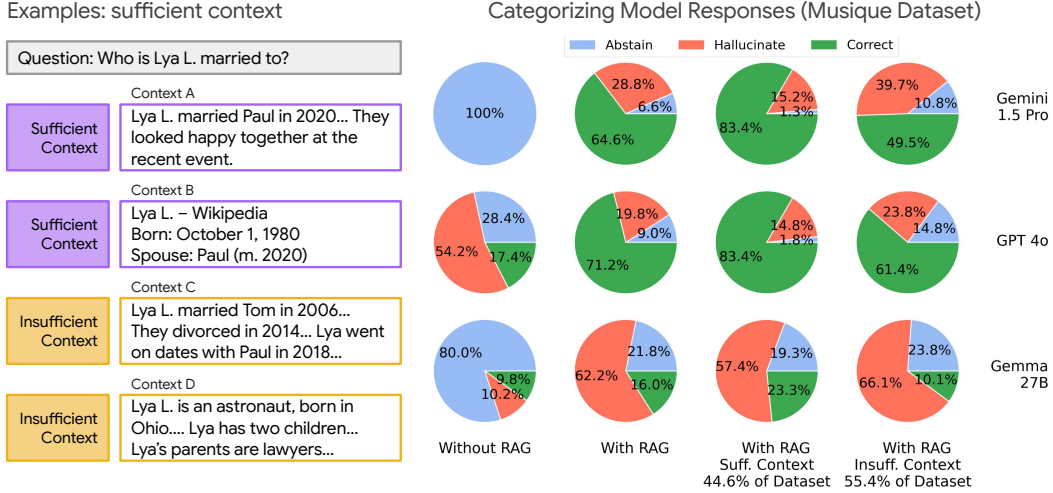 Examples: sufficient context
Question: Who is Lya L. married to?
Context A
Sufficient
Context
Lya L. married Paul in 2020... They
looked happy together at the
recent event.
Context B
Sufficient
Context
Lya L. – Wikipedia
Born: October 1, 1980
Spouse: Paul (m. 2020)
Context C
Insufficient
Context
Lya L. married Tom in 2006...
They divorced in 2014... Lya went
on dates with Paul in 2018...
Context D
Insufficient
Context
Lya L. is an astronaut, born in
Ohio.... Lya has two children...
Lya's parents are lawyers...
Categorizing Model Responses (Musique Dataset)
Abstain
Hallucinate
Correct
100%
28.8%
6.6%
64.6%
15.2%
1.3%
83.4%
39.7%
10.8%
49.5%
Gemini
1.5 Pro
28.4%
54.2%
17.4%
19.8%
9.0%
71.2%
14.8%
1.8%
83.4%
23.8%
14.8%
61.4%
GPT 4o
80.0%
9.8%
10.2%
21.8%
62.2%
16.0%
19.3%
57.4%
23.3%
23.8%
66.1%
10.1%
Gemma
27B
Without RAG
With RAG
With RAG
Suff. Context
44.6% of Dataset
With RAG
Insuff. Context
55.4% of Dataset